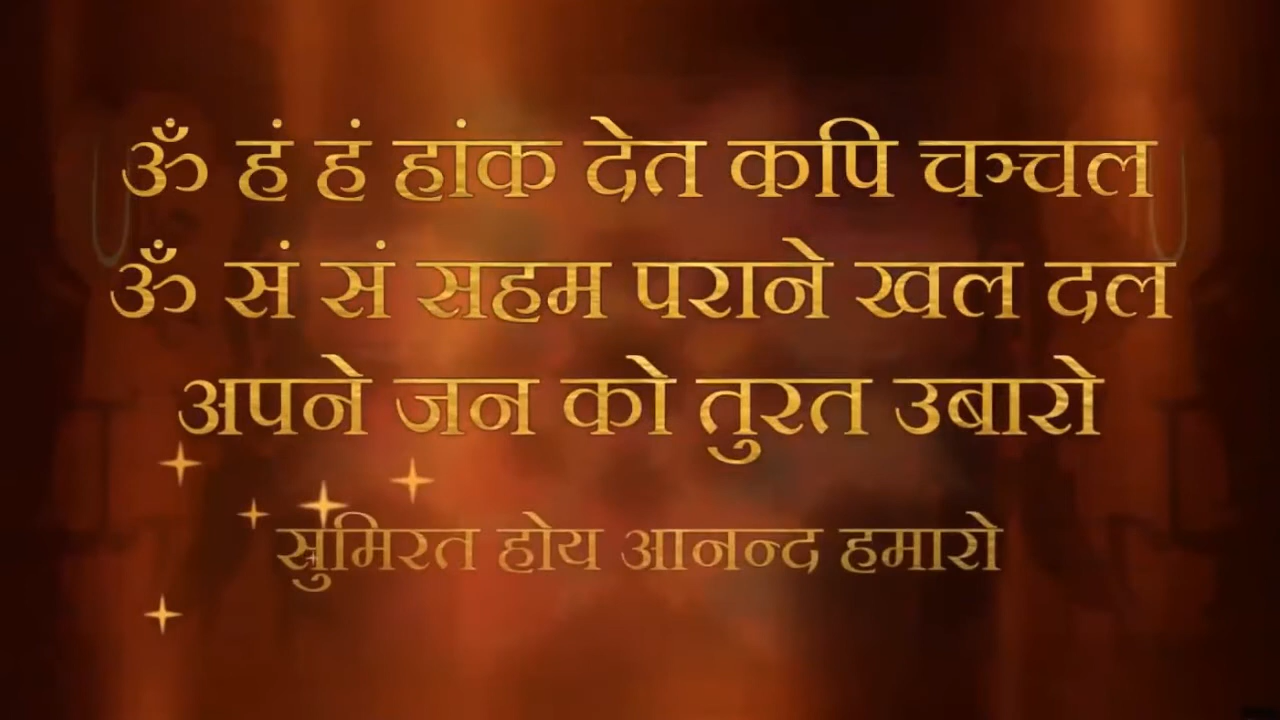 ॐ हं हं हांक देत कपि चञ्चल
ॐ सं सं सहम पराने खल दल
अपने जन को तुरत उबारो
सुमिरत होय आनन्द हमारो